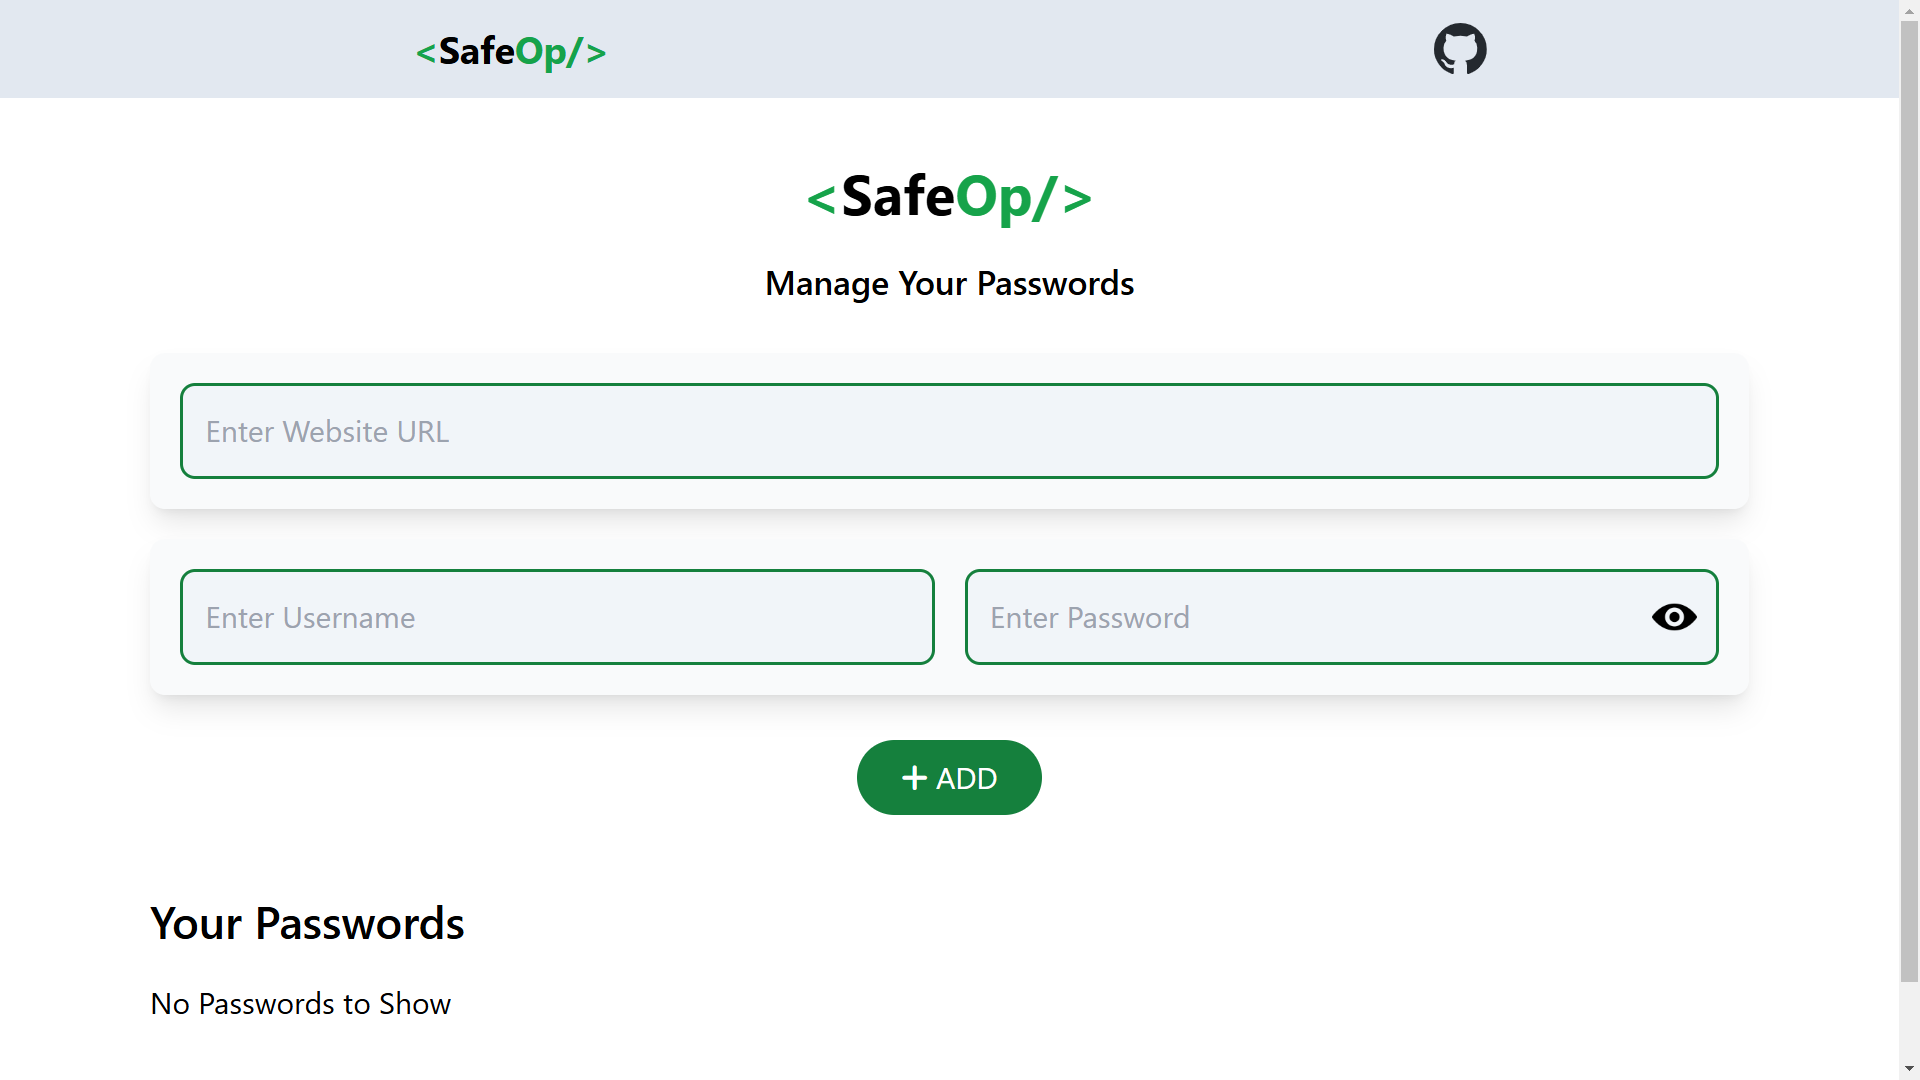 <SafeOp/>
<SafeOp/>
Manage Your Passwords
Enter Website URL
Enter Username
Enter Password
+ ADD
Your Passwords
No Passwords to Show